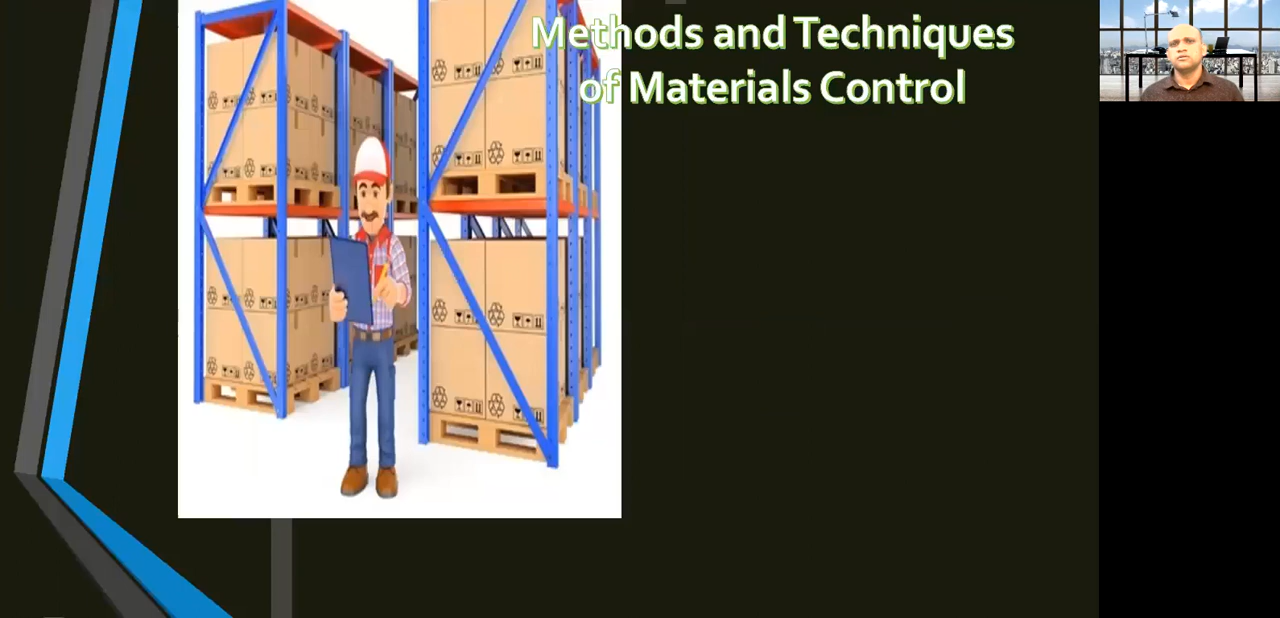 Methods and Techniques
of Materials Control